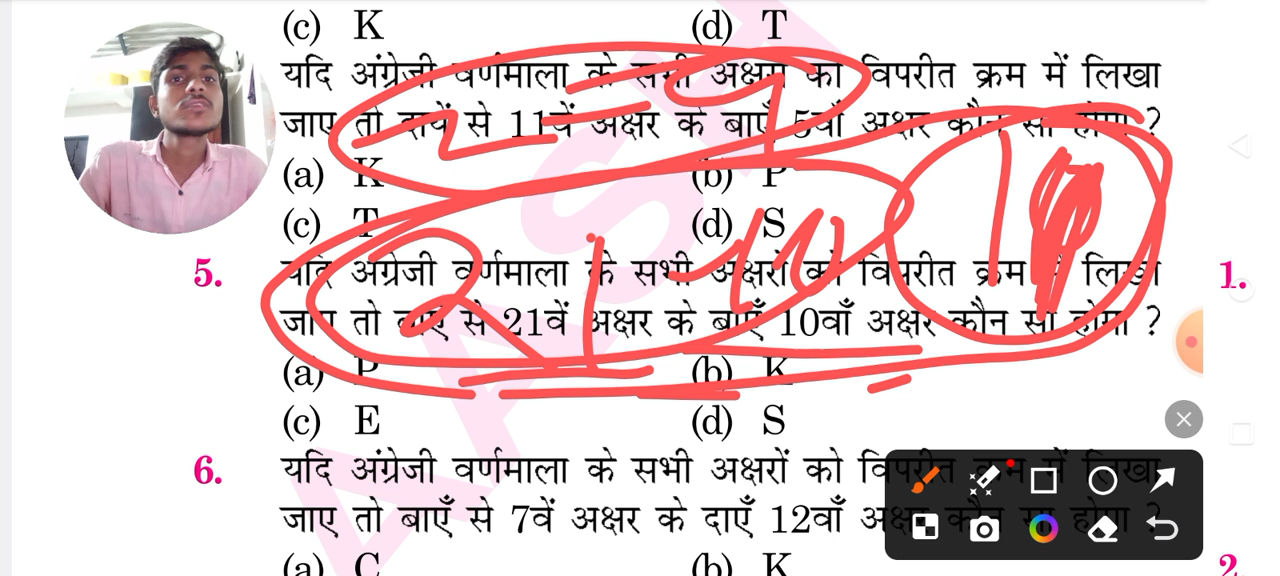 (c) K (d) T
यदि अंग्रेजी वर्णमाला के सभी अक्षरों को विपरीत क्रम में लिखा
जाए तो दायें से 11वें अक्षर के बाएँ 5वाँ अक्षर कौन सा होगा ?
(a) K (b) P
(c) T (d) S
5. यदि अंग्रेजी वर्णमाला के सभी अक्षरों को विपरीत क्रम में लिखा 1.
जाए तो बाएँ से 21वें अक्षर के बाएँ 10वाँ अक्षर कौन सा होगा ?
(a) P (b) K
(c) E (d) S
6. यदि अंग्रेजी वर्णमाला के सभी अक्षरों को विपरीत क्रम में लिखा
जाए तो बाएँ से 7वें अक्षर के दाएँ 12वाँ अक्षर कौन सा होगा ?
(a) C (b) K 2